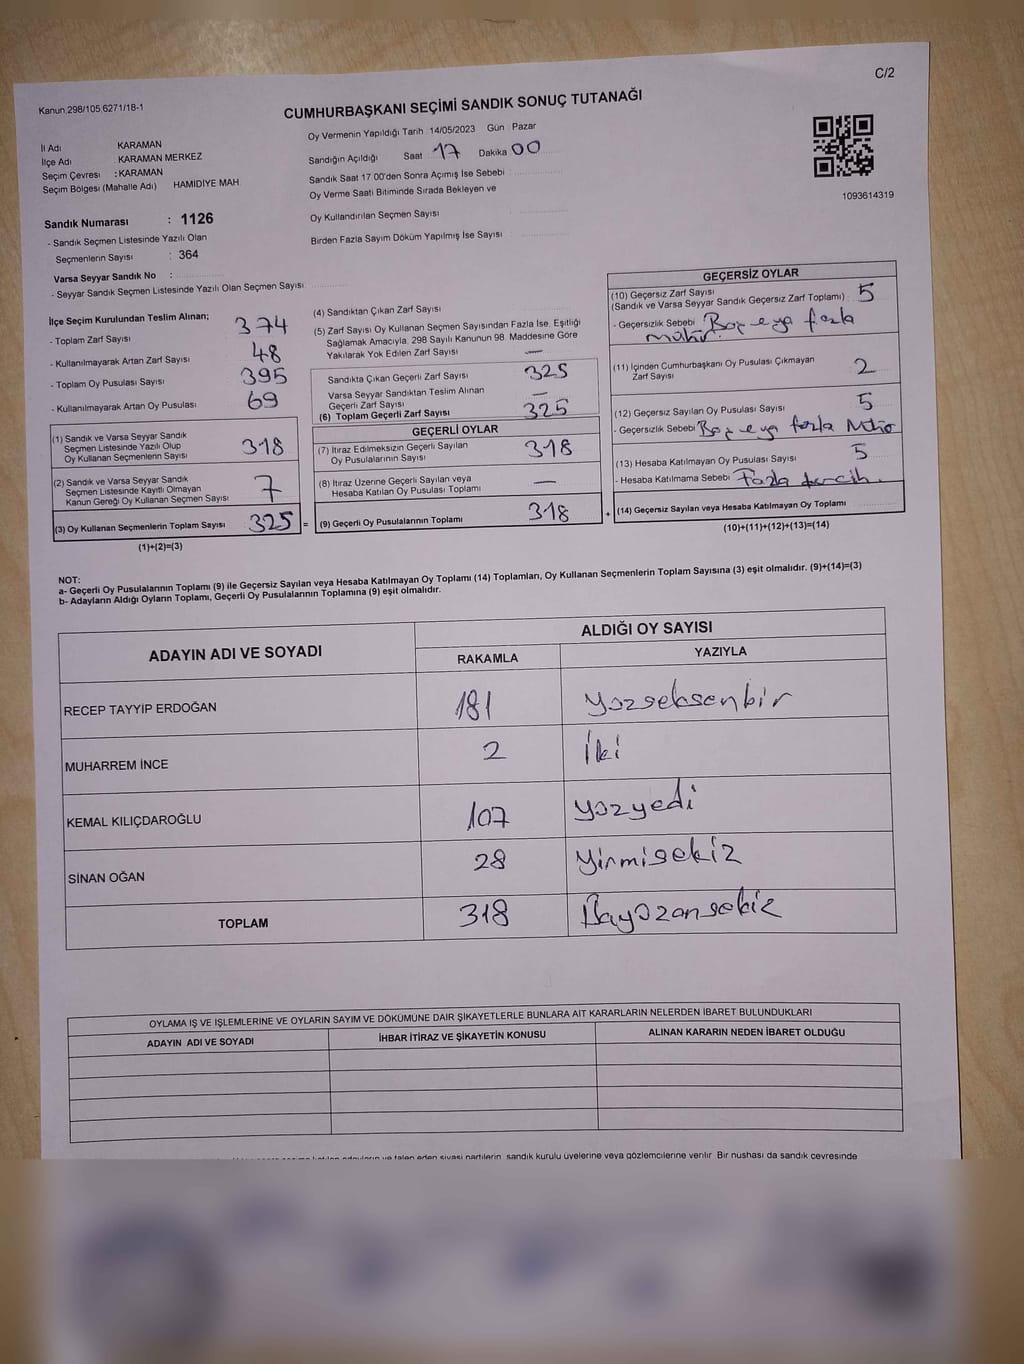 Kanun 298/105,6271/18-1
C/2
CUMHURBAŞKANI SEÇİMİ SANDIK SONUÇ TUTANAĞI
İl Adı KARAMAN
İlçe Adı : KARAMAN MERKEZ
Seçim Çevresi : KARAMAN
Seçim Bölgesi (Mahalle Adı) HAMIDIYE MAH
Sandık Numarası : 1126
- Sandık Seçmen Listesinde Yazılı Olan
Seçmenlerin Sayısı : 364
Varsa Seyyar Sandık No :
- Seyyar Sandık Seçmen Listesinde Yazılı Olan Seçmen Sayısı
Oy Vermenin Yapıldığı Tarih 14/05/2023 Gün : Pazar
Sandığın Açıldığı Saat 17 Dakika 00
Sandık Saat 17.00'den Sonra Açımış İse Sebebi :
Oy Verme Saati Bitiminde Sırada Bekleyen ve
Oy Kullandırılan Seçmen Sayısı
Birden Fazla Sayım Döküm Yapılmış İse Sayısı :
1093614319
İlçe Seçim Kurulundan Teslim Alınan;
- Toplam Zarf Sayısı 374
- Kullanılmayarak Artan Zarf Sayısı 48
- Toplam Oy Pusulası Sayısı 395
- Kullanılmayarak Artan Oy Pusulası 69
(1) Sandık ve Varsa Seyyar Sandık
Seçmen Listesinde Yazılı Olup
Oy Kullanan Seçmenlerin Sayısı 318
(2) Sandık ve Varsa Seyyar Sandık
Seçmen Listesinde Kayıtlı Olmayan
Kanun Gereği Oy Kullanan Seçmen Sayısı 7
(3) Oy Kullanan Seçmenlerin Toplam Sayısı 325 =
(1)+(2)=(3)
(4) Sandıktan Çıkan Zarf Sayısı
(5) Zarf Sayısı Oy Kullanan Seçmen Sayısından Fazla İse, Eşitliği
Sağlamak Amacıyla, 298 Sayılı Kanunun 98. Maddesine Göre
Yakılarak Yok Edilen Zarf Sayısı —
Sandıkta Çıkan Geçerli Zarf Sayısı 325
Varsa Seyyar Sandıktan Teslim Alınan
Geçerli Zarf Sayısı —
(6) Toplam Geçerli Zarf Sayısı 325
GEÇERLİ OYLAR
(7) İtiraz Edilmeksizin Geçerli Sayılan
Oy Pusulalarının Sayısı 318
(8) İtiraz Üzerine Geçerli Sayılan veya
Hesaba Katılan Oy Pusulası Toplamı —
(9) Geçerli Oy Pusulalarının Toplamı 318 +
GEÇERSİZ OYLAR
(10) Geçersiz Zarf Sayısı
(Sandık ve Varsa Seyyar Sandık Geçersiz Zarf Toplamı) : 5
- Geçersizlik Sebebi Boş veya fazla
mühür.
(11) İçinden Cumhurbaşkanı Oy Pusulası Çıkmayan
Zarf Sayısı 2
(12) Geçersiz Sayılan Oy Pusulası Sayısı 5
- Geçersizlik Sebebi Boş veya fazla
(13) Hesaba Katılmayan Oy Pusulası Sayısı 5
- Hesaba Katılmama Sebebi Fazla tercih.
(14) Geçersiz Sayılan veya Hesaba Katılmayan Oy Toplamı
(10)+(11)+(12)+(13)=(14)
NOT:
a- Geçerli Oy Pusulalarının Toplamı (9) ile Geçersiz Sayılan veya Hesaba Katılmayan Oy Toplamı (14) Toplamları, Oy Kullanan Seçmenlerin Toplam Sayısına (3) eşit olmalıdır. (9)+(14)=(3)
b- Adayların Aldığı Oyların Toplamı, Geçerli Oy Pusulalarının Toplamına (9) eşit olmalıdır.
ADAYIN ADI VE SOYADI ALDIĞI OY SAYISI
RAKAMLA YAZIYLA
RECEP TAYYİP ERDOĞAN 181 yüzseksenbir
MUHARREM İNCE 2 İki
KEMAL KILIÇDAROĞLU 107 yüzyedi
SİNAN OĞAN 28 yirmisekiz
TOPLAM 318
OYLAMA İŞ VE İŞLEMLERİNE VE OYLARIN SAYIM VE DÖKÜMÜNE DAİR ŞİKAYETLERLE BUNLARA AİT KARARLARIN NELERDEN İBARET BULUNDUKLARI
ADAYIN ADI VE SOYADI İHBAR İTİRAZ VE ŞİKAYETİN KONUSU ALINAN KARARIN NEDEN İBARET OLDUĞU
sandık kurulu üyelerine veya gözlemcilerine verilir. Bir nüshası da sandık çevresinde